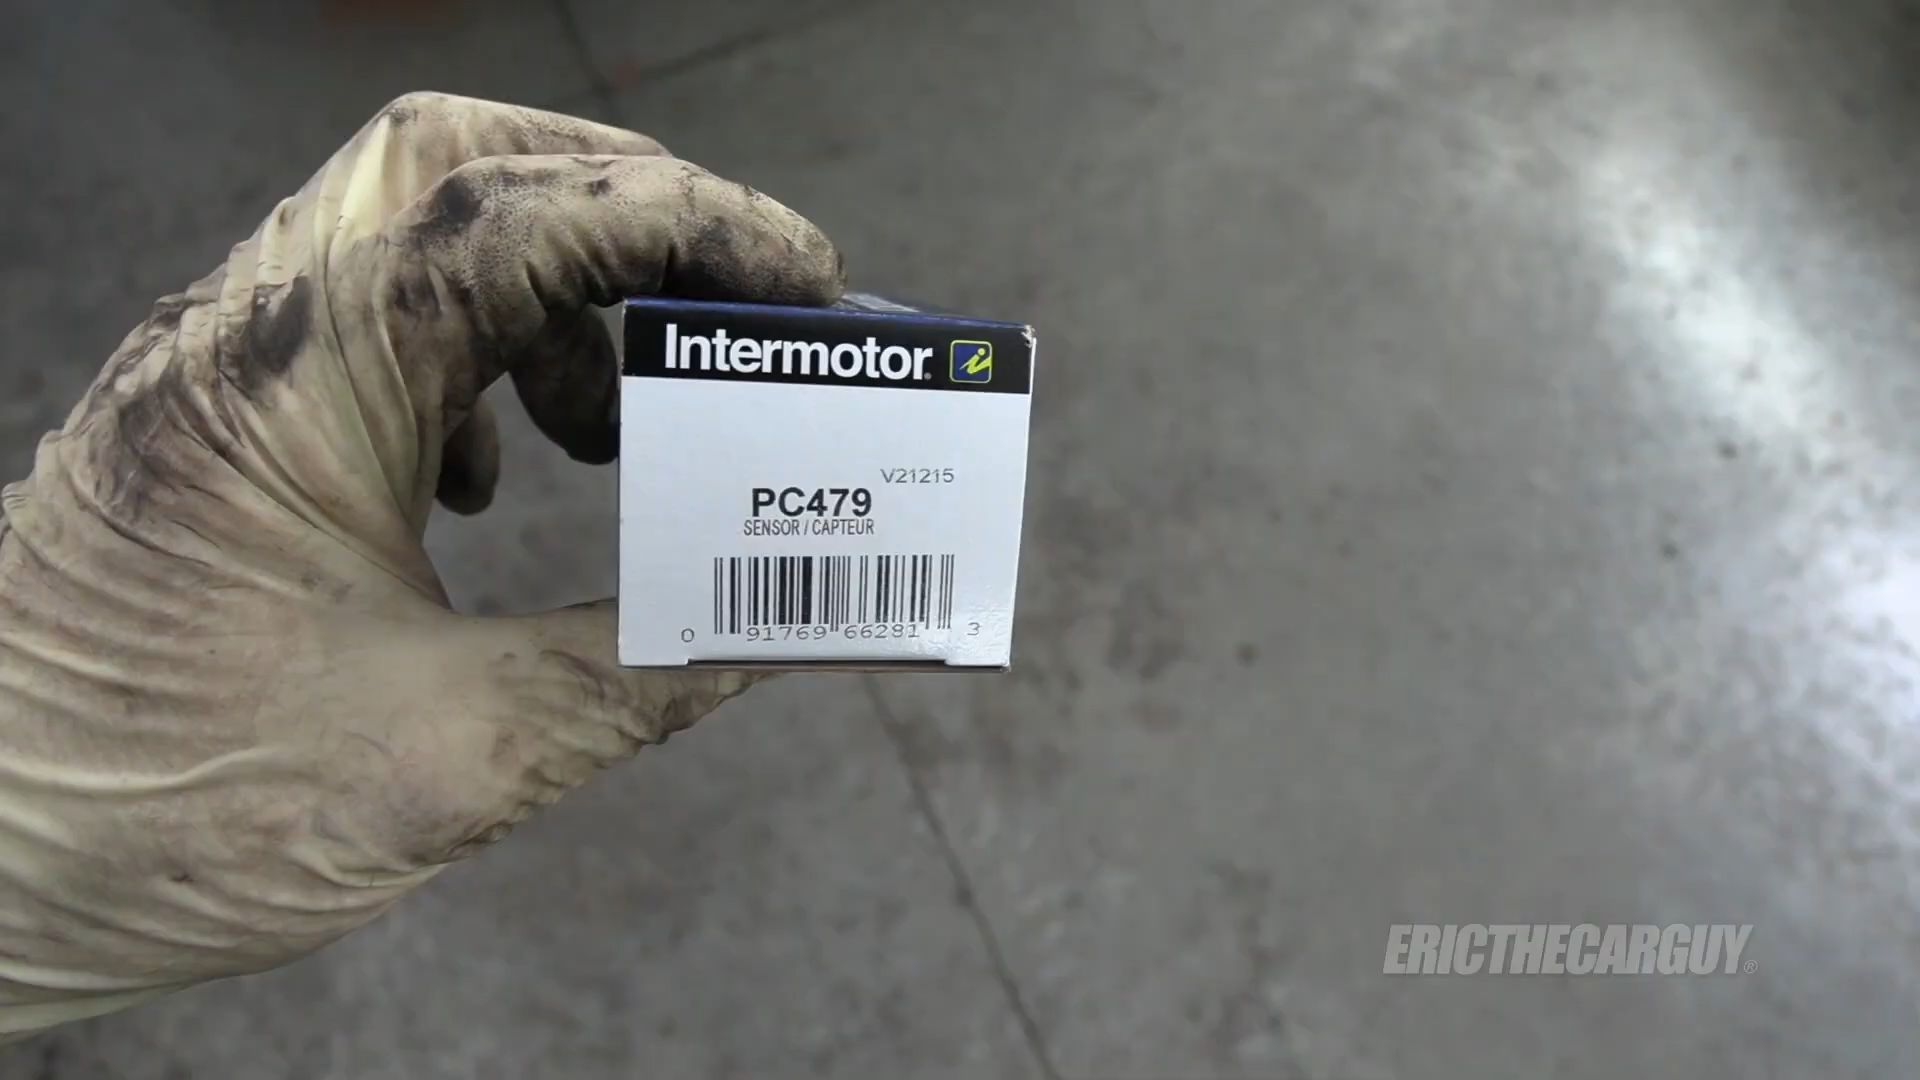 Intermotor
V21215
PC479
SENSOR / CAPTEUR
0 91769 66281 3
ERICTHECARGUY®